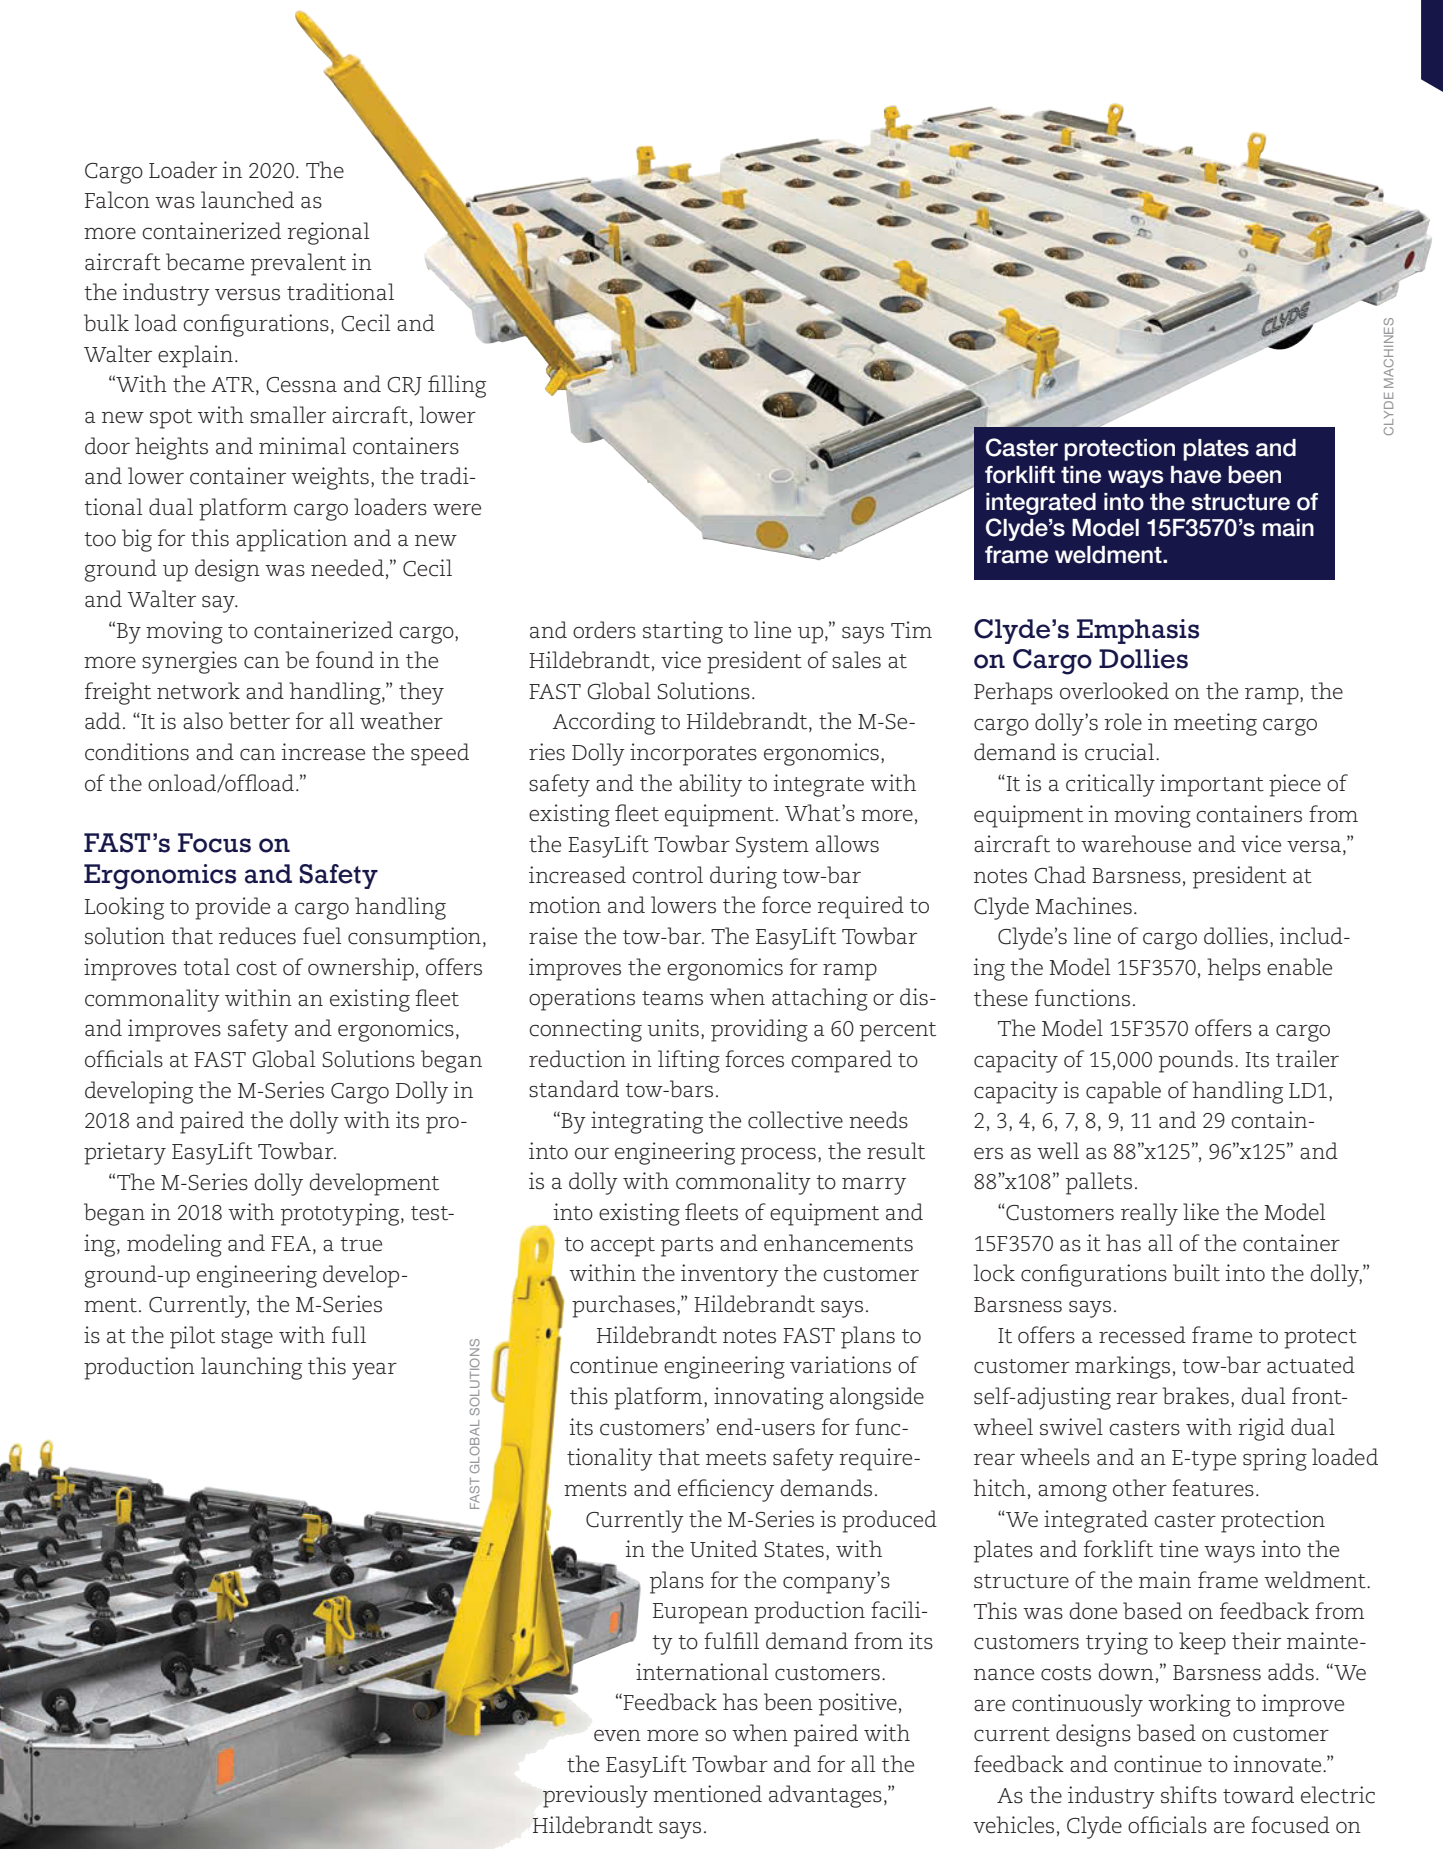 Cargo Loader in 2020. The
Falcon was launched as
more containerized regional
aircraft became prevalent in
the industry versus traditional
bulk load configurations, Cecil and
Walter explain.
“With the ATR, Cessna and CRJ filling
a new spot with smaller aircraft, lower
door heights and minimal containers
and lower container weights, the tradi-
tional dual platform cargo loaders were
too big for this application and a new
ground up design was needed,” Cecil
and Walter say.
“By moving to containerized cargo,
more synergies can be found in the
freight network and handling,” they
add. “It is also better for all weather
conditions and can increase the speed
of the onload/offload.”
FAST’s Focus on
Ergonomics and Safety
Looking to provide a cargo handling
solution that reduces fuel consumption,
improves total cost of ownership, offers
commonality within an existing fleet
and improves safety and ergonomics,
officials at FAST Global Solutions began
developing the M-Series Cargo Dolly in
2018 and paired the dolly with its pro-
prietary EasyLift Towbar.
“The M-Series dolly development
began in 2018 with prototyping, test-
ing, modeling and FEA, a true
ground-up engineering develop-
ment. Currently, the M-Series
is at the pilot stage with full
production launching this year
FAST GLOBAL SOLUTIONS
and orders starting to line up,” says Tim
Hildebrandt, vice president of sales at
FAST Global Solutions.
According to Hildebrandt, the M-Se-
ries Dolly incorporates ergonomics,
safety and the ability to integrate with
existing fleet equipment. What’s more,
the EasyLift Towbar System allows
increased control during tow-bar
motion and lowers the force required to
raise the tow-bar. The EasyLift Towbar
improves the ergonomics for ramp
operations teams when attaching or dis-
connecting units, providing a 60 percent
reduction in lifting forces compared to
standard tow-bars.
“By integrating the collective needs
into our engineering process, the result
is a dolly with commonality to marry
into existing fleets of equipment and
to accept parts and enhancements
within the inventory the customer
purchases,” Hildebrandt says.
Hildebrandt notes FAST plans to
continue engineering variations of
this platform, innovating alongside
its customers’ end-users for func-
tionality that meets safety require-
ments and efficiency demands.
Currently the M-Series is produced
in the United States, with
plans for the company’s
European production facili-
ty to fulfill demand from its
international customers.
“Feedback has been positive,
even more so when paired with
the EasyLift Towbar and for all the
previously mentioned advantages,”
Hildebrandt says.
CLYDE
CLYDE MACHINES
Caster protection plates and
forklift tine ways have been
integrated into the structure of
Clyde’s Model 15F3570’s main
frame weldment.
Clyde’s Emphasis
on Cargo Dollies
Perhaps overlooked on the ramp, the
cargo dolly’s role in meeting cargo
demand is crucial.
“It is a critically important piece of
equipment in moving containers from
aircraft to warehouse and vice versa,”
notes Chad Barsness, president at
Clyde Machines.
Clyde’s line of cargo dollies, includ-
ing the Model 15F3570, helps enable
these functions.
The Model 15F3570 offers a cargo
capacity of 15,000 pounds. Its trailer
capacity is capable of handling LD1,
2, 3, 4, 6, 7, 8, 9, 11 and 29 contain-
ers as well as 88”x125”, 96”x125” and
88”x108” pallets.
“Customers really like the Model
15F3570 as it has all of the container
lock configurations built into the dolly,”
Barsness says.
It offers a recessed frame to protect
customer markings, tow-bar actuated
self-adjusting rear brakes, dual front-
wheel swivel casters with rigid dual
rear wheels and an E-type spring loaded
hitch, among other features.
“We integrated caster protection
plates and forklift tine ways into the
structure of the main frame weldment.
This was done based on feedback from
customers trying to keep their mainte-
nance costs down,” Barsness adds. “We
are continuously working to improve
current designs based on customer
feedback and continue to innovate.”
As the industry shifts toward electric
vehicles, Clyde officials are focused on